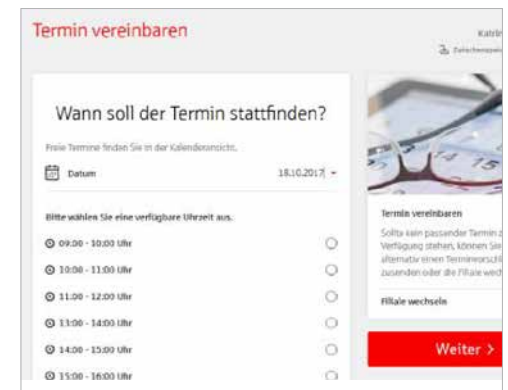 Termin vereinbaren
Wann soll der Termin stattfinden?
Freie Termine finden Sie in der Kalenderansicht.
Datum 18.10.2017
Bitte wählen Sie eine verfügbare Uhrzeit aus.
09:00 - 10:00 Uhr
10:00 - 11:00 Uhr
11:00 - 12:00 Uhr
13:00 - 14:00 Uhr
14:00 - 15:00 Uhr
15:00 - 16:00 Uhr
Katrin
14 15
Termin vereinbaren
Sollte kein passender Termin z
Verfügung stehen, können Sie
alternativ einen Terminvorschl
zusenden oder die Filiale wech
Filiale wechseln
Weiter >